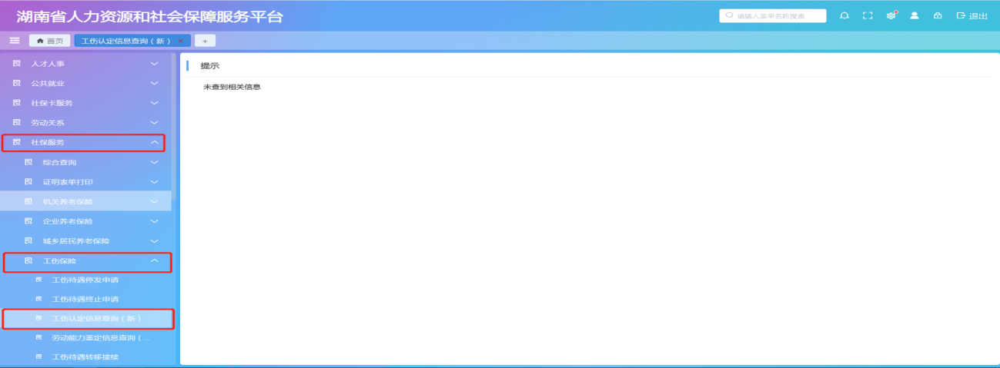 湖南省人力资源和社会保障服务平台
请输入菜单名称搜索
退出
首页
工伤认定信息查询（新） ×
+
人才人事
公共就业
社保卡服务
劳动关系
社保服务
综合查询
证明表单打印
机关养老保险
企业养老保险
城乡居民养老保险
工伤保险
工伤待遇停发申请
工伤待遇终止申请
工伤认定信息查询（新）
劳动能力鉴定信息查询（...
工伤待遇转移接续
提示
未查到相关信息